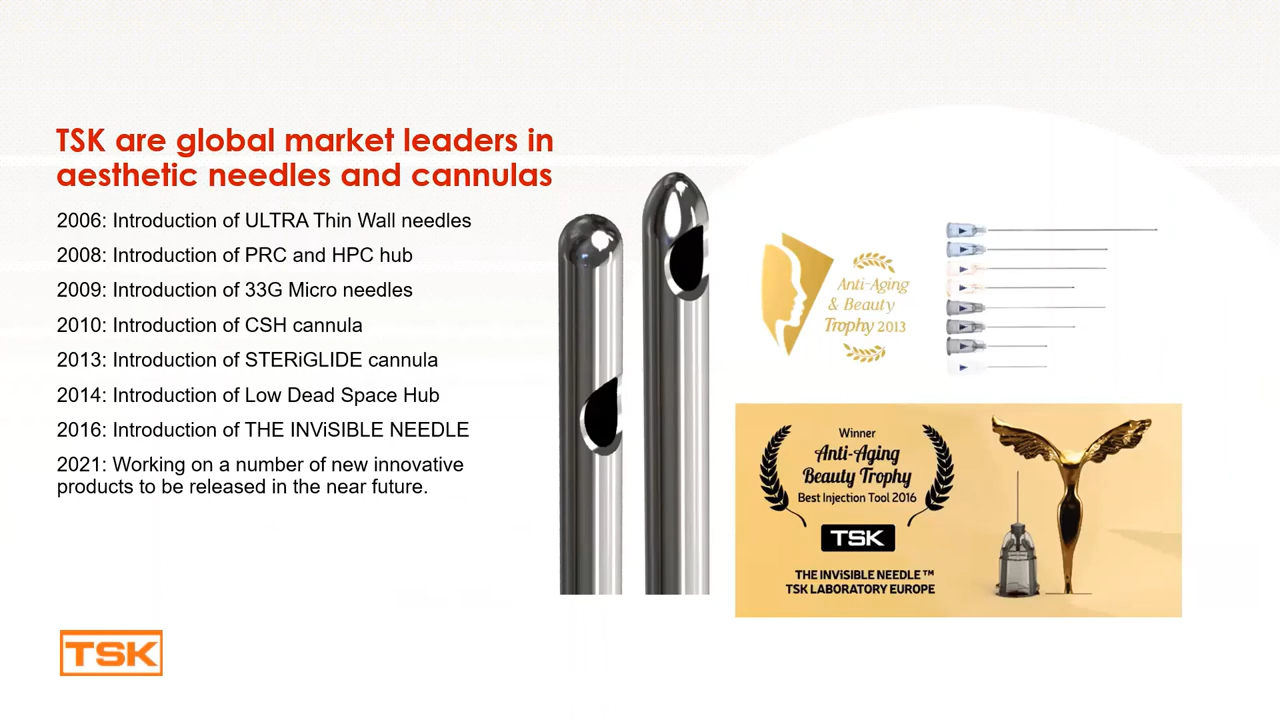 TSK are global market leaders in
aesthetic needles and cannulas
2006: Introduction of ULTRA Thin Wall needles
2008: Introduction of PRC and HPC hub
2009: Introduction of 33G Micro needles
2010: Introduction of CSH cannula
2013: Introduction of STERiGLIDE cannula
2014: Introduction of Low Dead Space Hub
2016: Introduction of THE INViSIBLE NEEDLE
2021: Working on a number of new innovative
products to be released in the near future.
Anti-Aging
& Beauty
Trophy 2013
Winner
Anti-Aging
Beauty Trophy
Best Injection Tool 2016
TSK
THE INViSIBLE NEEDLE™
TSK LABORATORY EUROPE
TSK